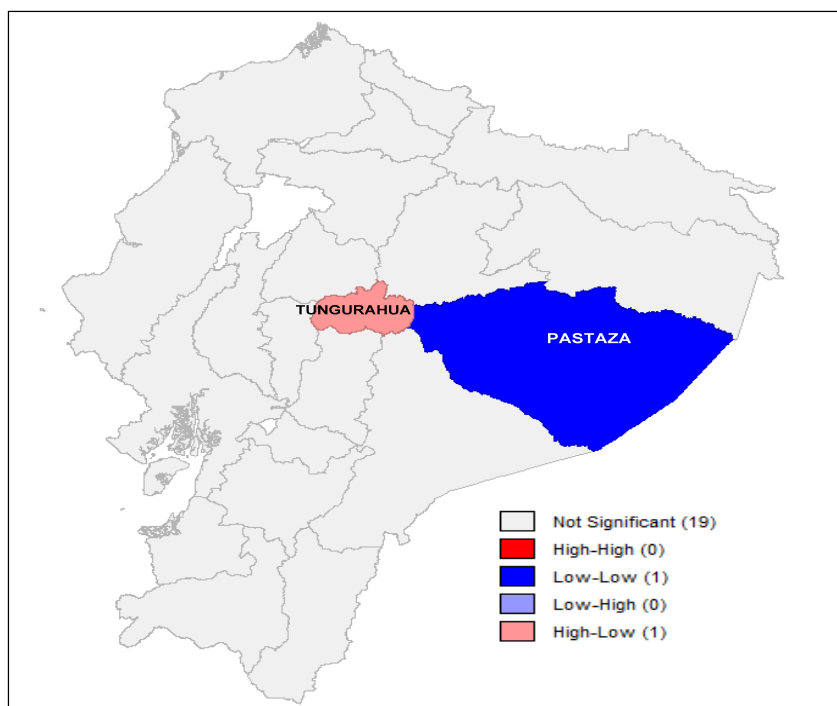 TUNGURAHUA
PASTAZA
Not Significant (19)
High-High (0)
Low-Low (1)
Low-High (0)
High-Low (1)